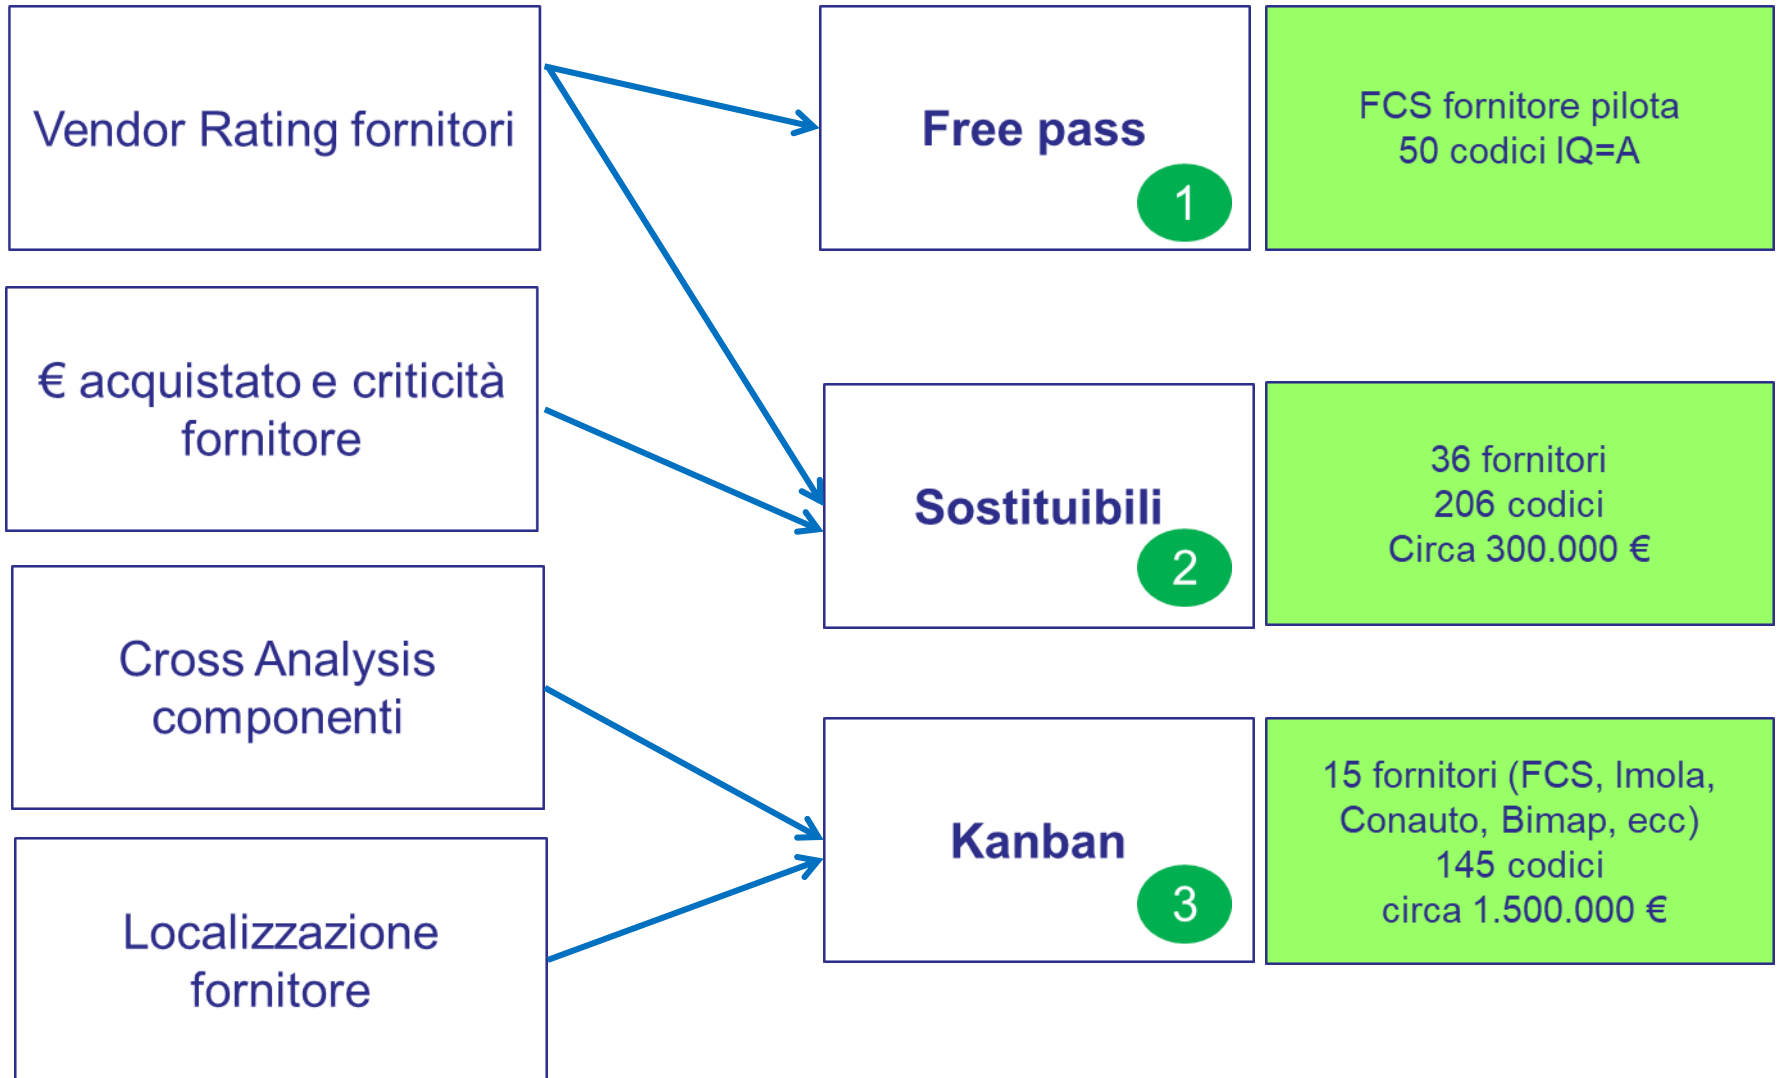 Vendor Rating fornitori
Free pass
1
FCS fornitore pilota
50 codici IQ=A
€ acquistato e criticità
fornitore
Sostituibili
2
36 fornitori
206 codici
Circa 300.000 €
Cross Analysis
componenti
Kanban
3
15 fornitori (FCS, Imola,
Conauto, Bimap, ecc)
145 codici
circa 1.500.000 €
Localizzazione
fornitore